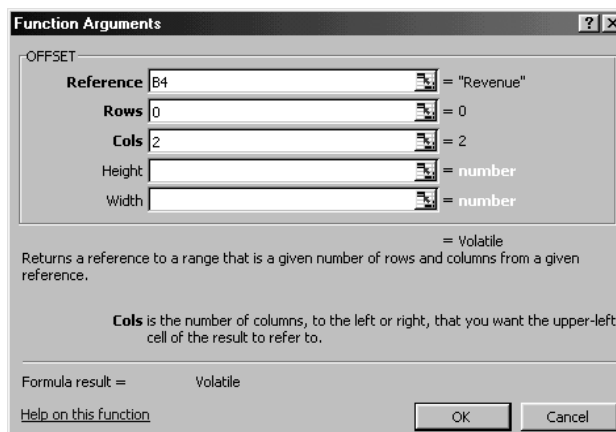 Function Arguments
OFFSET
Reference B4 = "Revenue"
Rows 0 = 0
Cols 2 = 2
Height = number
Width = number
= Volatile
Returns a reference to a range that is a given number of rows and columns from a given
reference.
Cols is the number of columns, to the left or right, that you want the upper-left
cell of the result to refer to.
Formula result = Volatile
Help on this function OK Cancel